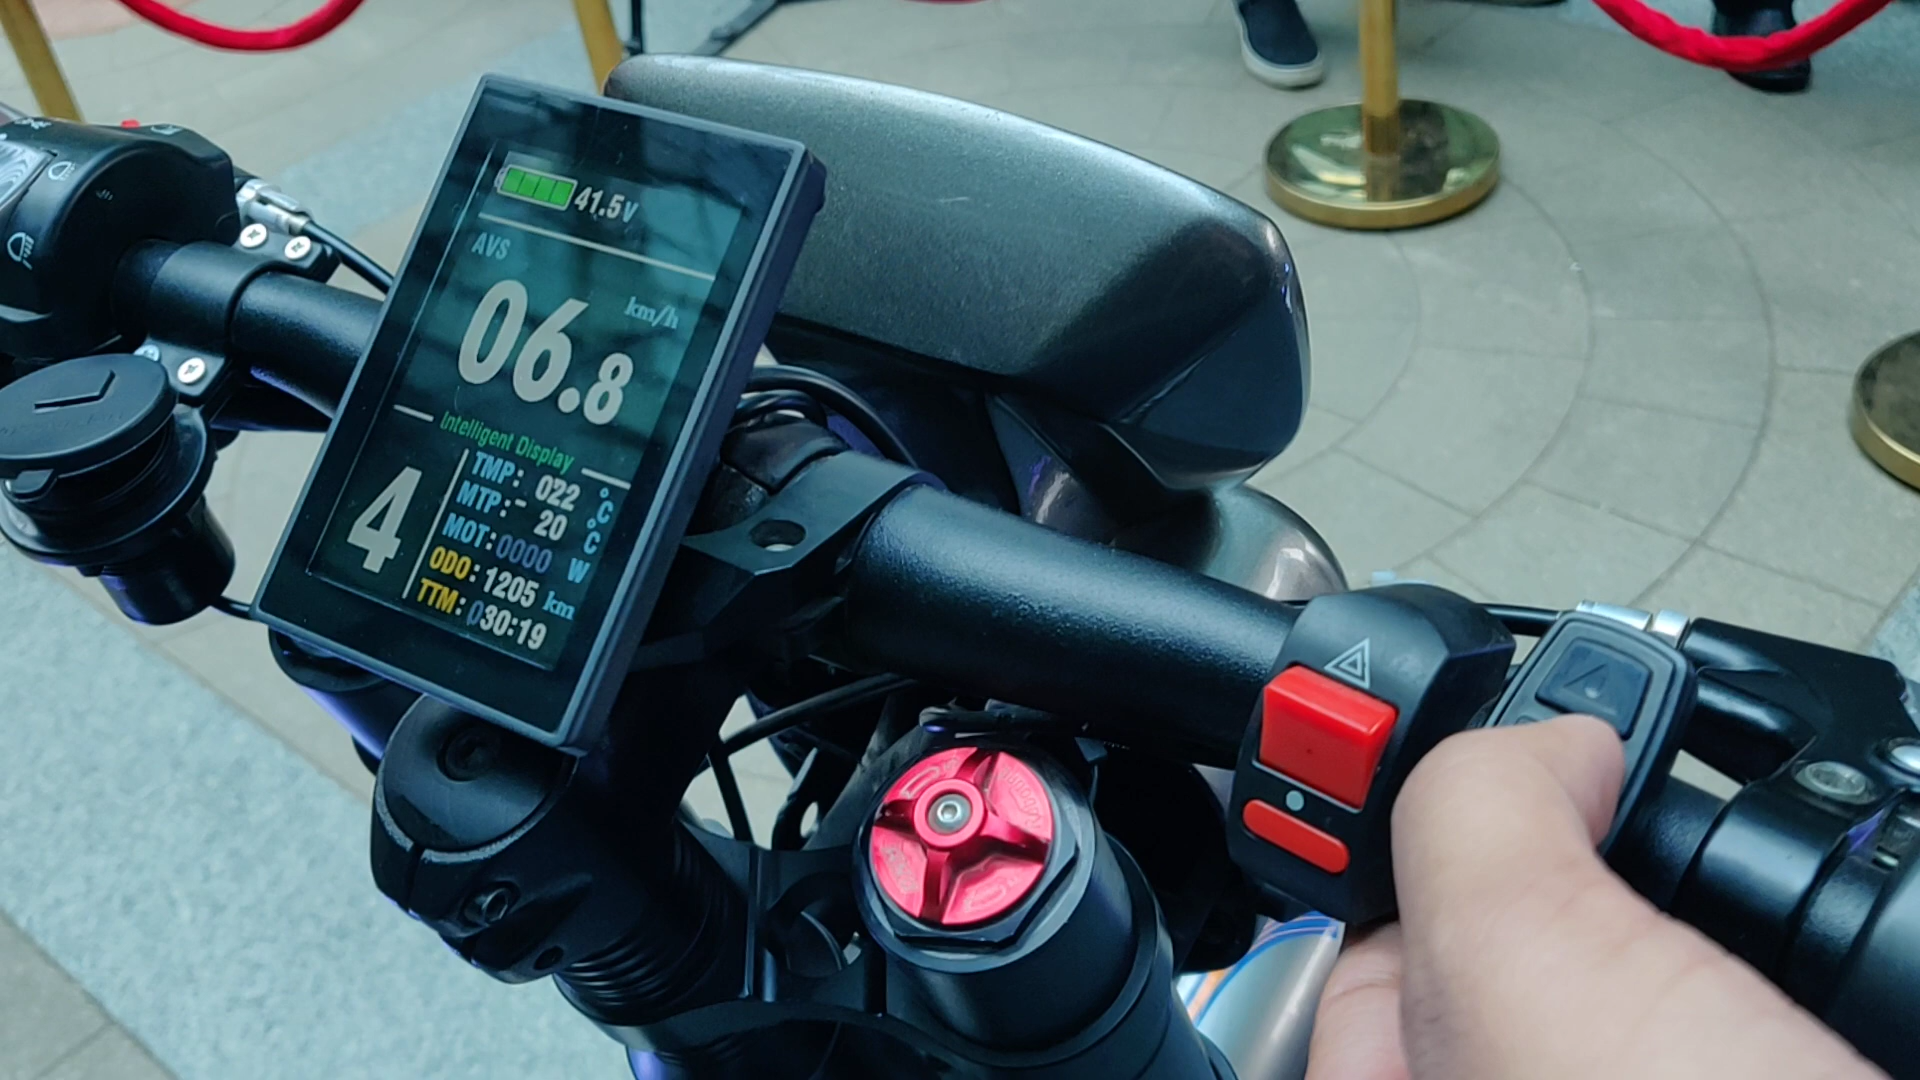 41.5V
AVS
km/h
06.8
Intelligent Display
4
TMP: 022 °C
MTP:- 20 °C
MOT:0000 W
ODO: 1205 km
TTM: 030:19